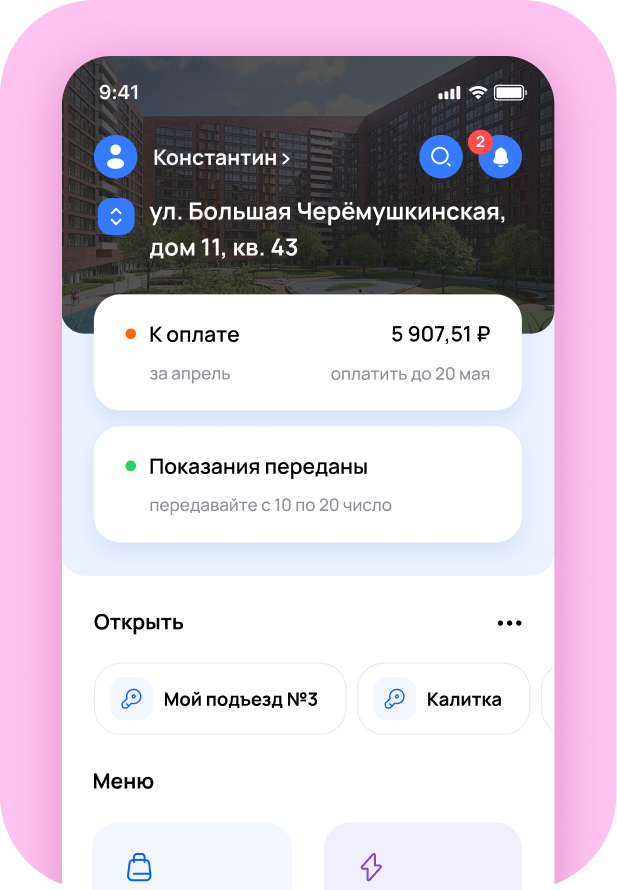 9:41
Константин >
2
ул. Большая Черёмушкинская,
дом 11, кв. 43
К оплате 5 907,51 ₽
за апрель оплатить до 20 мая
Показания переданы
передавайте с 10 по 20 число
Открыть
Мой подъезд №3 Калитка
Меню